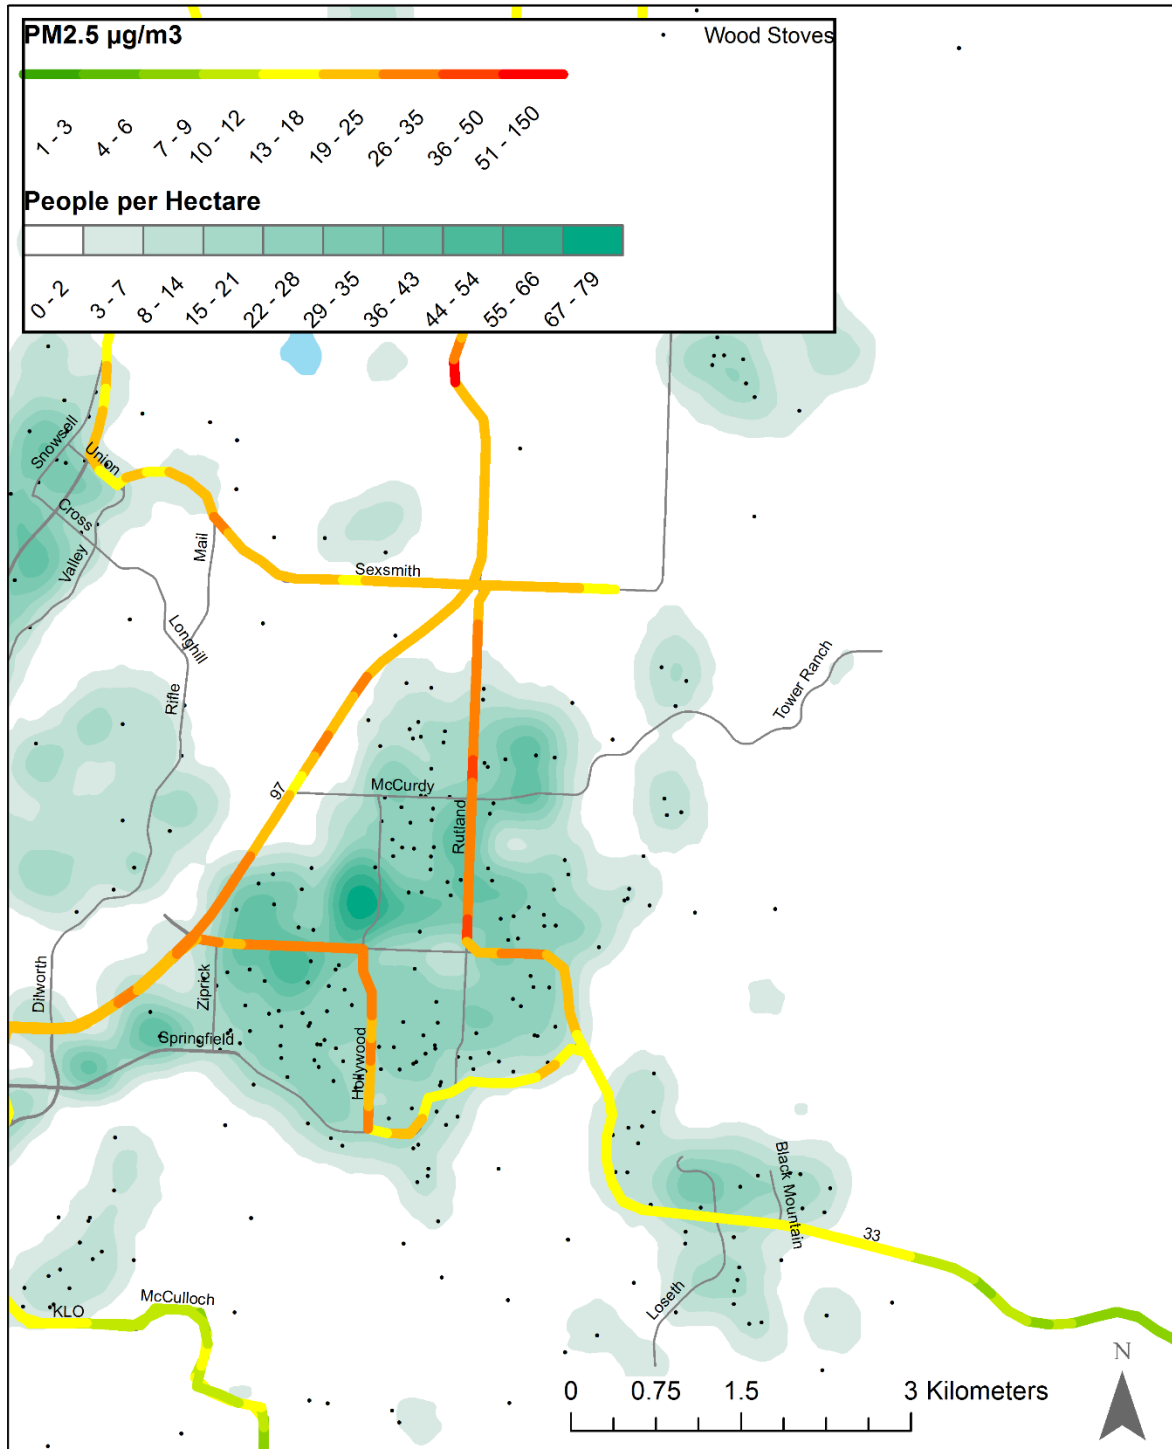 PM2.5 µg/m3
Wood Stoves
1 - 3
4 - 6
7 - 9
10 - 12
13 - 18
19 - 25
26 - 35
36 - 50
51 - 150
People per Hectare
0 - 2
3 - 7
8 - 14
15 - 21
22 - 28
29 - 35
36 - 43
44 - 54
55 - 66
67 - 79
Snowsell
Union
Cross
Valley
Mail
Sexsmith
Longhill
Rifle
Tower Ranch
97
McCurdy
Rutland
Dilworth
Ziprick
Springfield
Hollywood
Black Mountain
33
Loseth
McCulloch
KLO
N
0 0.75 1.5 3 Kilometers